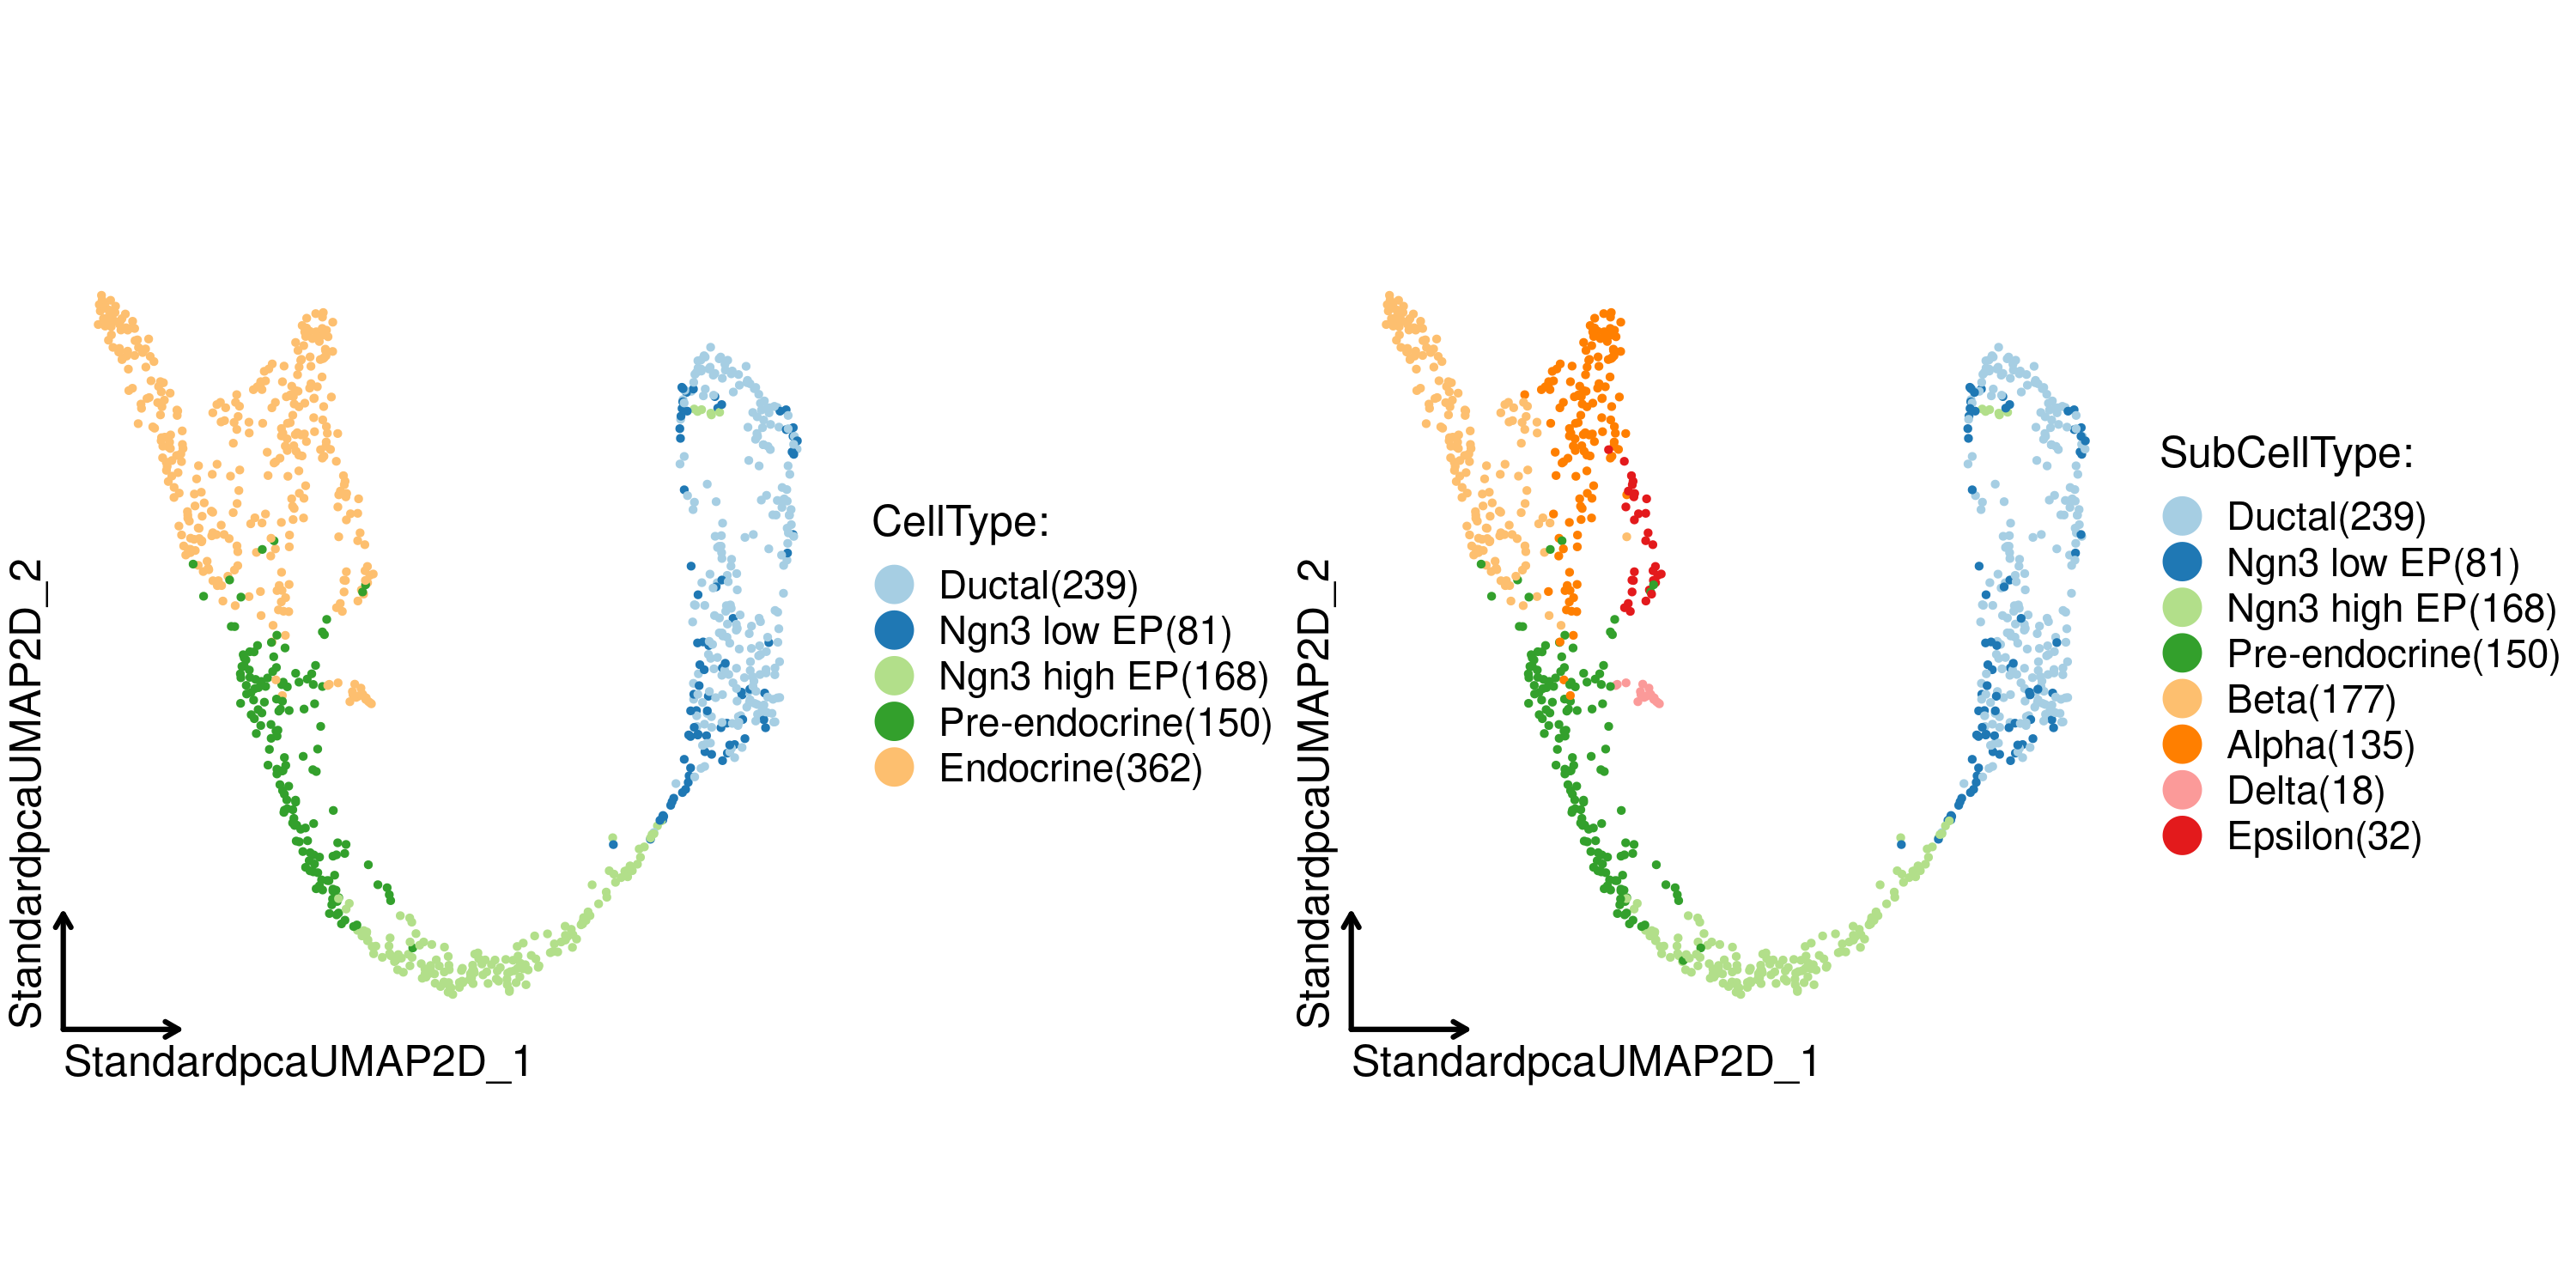 StandardpcaUMAP2D_2
StandardpcaUMAP2D_1
CellType:
Ductal(239)
Ngn3 low EP(81)
Ngn3 high EP(168)
Pre-endocrine(150)
Endocrine(362)
StandardpcaUMAP2D_2
StandardpcaUMAP2D_1
SubCellType:
Ductal(239)
Ngn3 low EP(81)
Ngn3 high EP(168)
Pre-endocrine(150)
Beta(177)
Alpha(135)
Delta(18)
Epsilon(32)